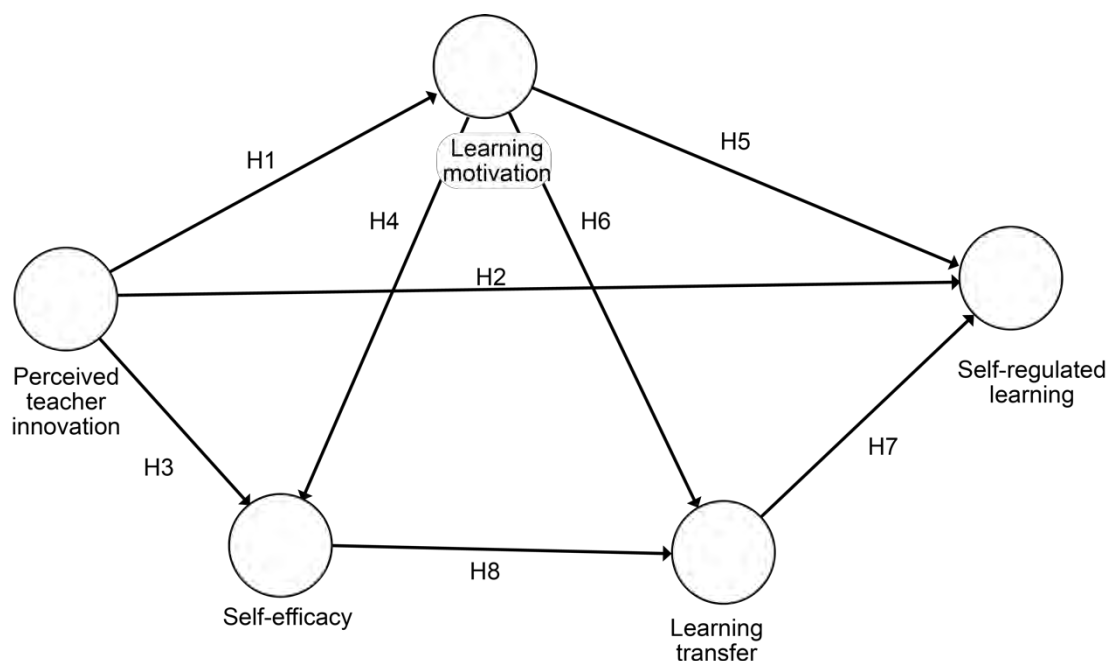 Learning
motivation
H1
H5
H4
H6
H2
Perceived
teacher
innovation
Self-regulated
learning
H3
H7
H8
Self-efficacy
Learning
transfer